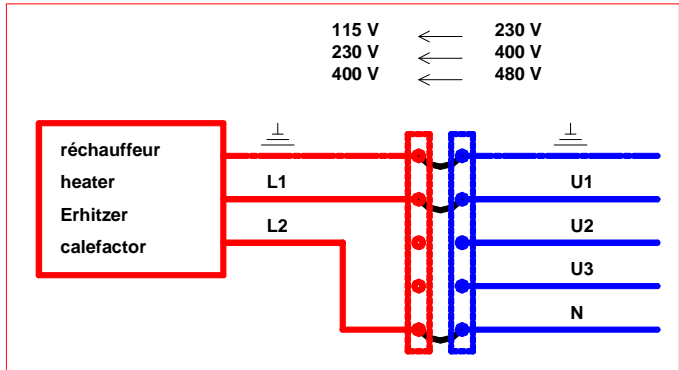 115 V 230 V
230 V 400 V
400 V 480 V
réchauffeur
heater
Erhitzer
calefactor
L1
L2
U1
U2
U3
N